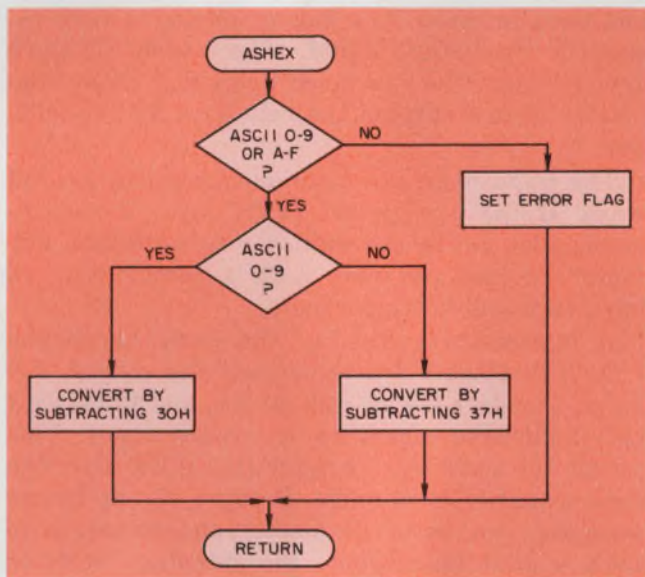 ASHEX
ASCII 0-9
OR A-F
?
NO
SET ERROR FLAG
YES
ASCII
0-9
?
YES
NO
CONVERT BY
SUBTRACTING 30H
CONVERT BY
SUBTRACTING 37H
RETURN